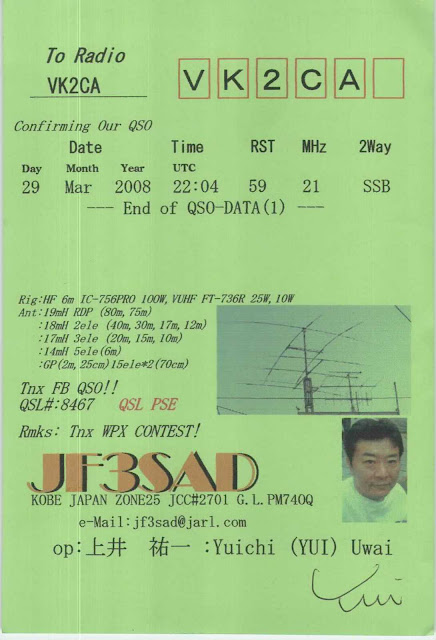 To Radio
VK2CA
VK2CA
Confirming Our QSO
Date Time RST MHz 2Way
Day Month Year UTC
29 Mar 2008 22:04 59 21 SSB
--- End of QSO-DATA(1) ---
Rig:HF 6m IC-756PRO 100W,VUHF FT-736R 25W,10W
Ant:19mH RDP (80m,75m)
:18mH 2ele (40m,30m,17m,12m)
:17mH 3ele (20m,15m,10m)
:14mH 5ele(6m)
:GP(2m,25cm)15ele*2(70cm)
Tnx FB QSO!!
QSL#:8467 QSL PSE
Rmks: Tnx WPX CONTEST!
JF3SAD
KOBE JAPAN ZONE25 JCC#2701 G.L.PM74OQ
e-Mail:jf3sad@jarl.com
op:上井 祐一 :Yuichi (YUI) Uwai
Yui